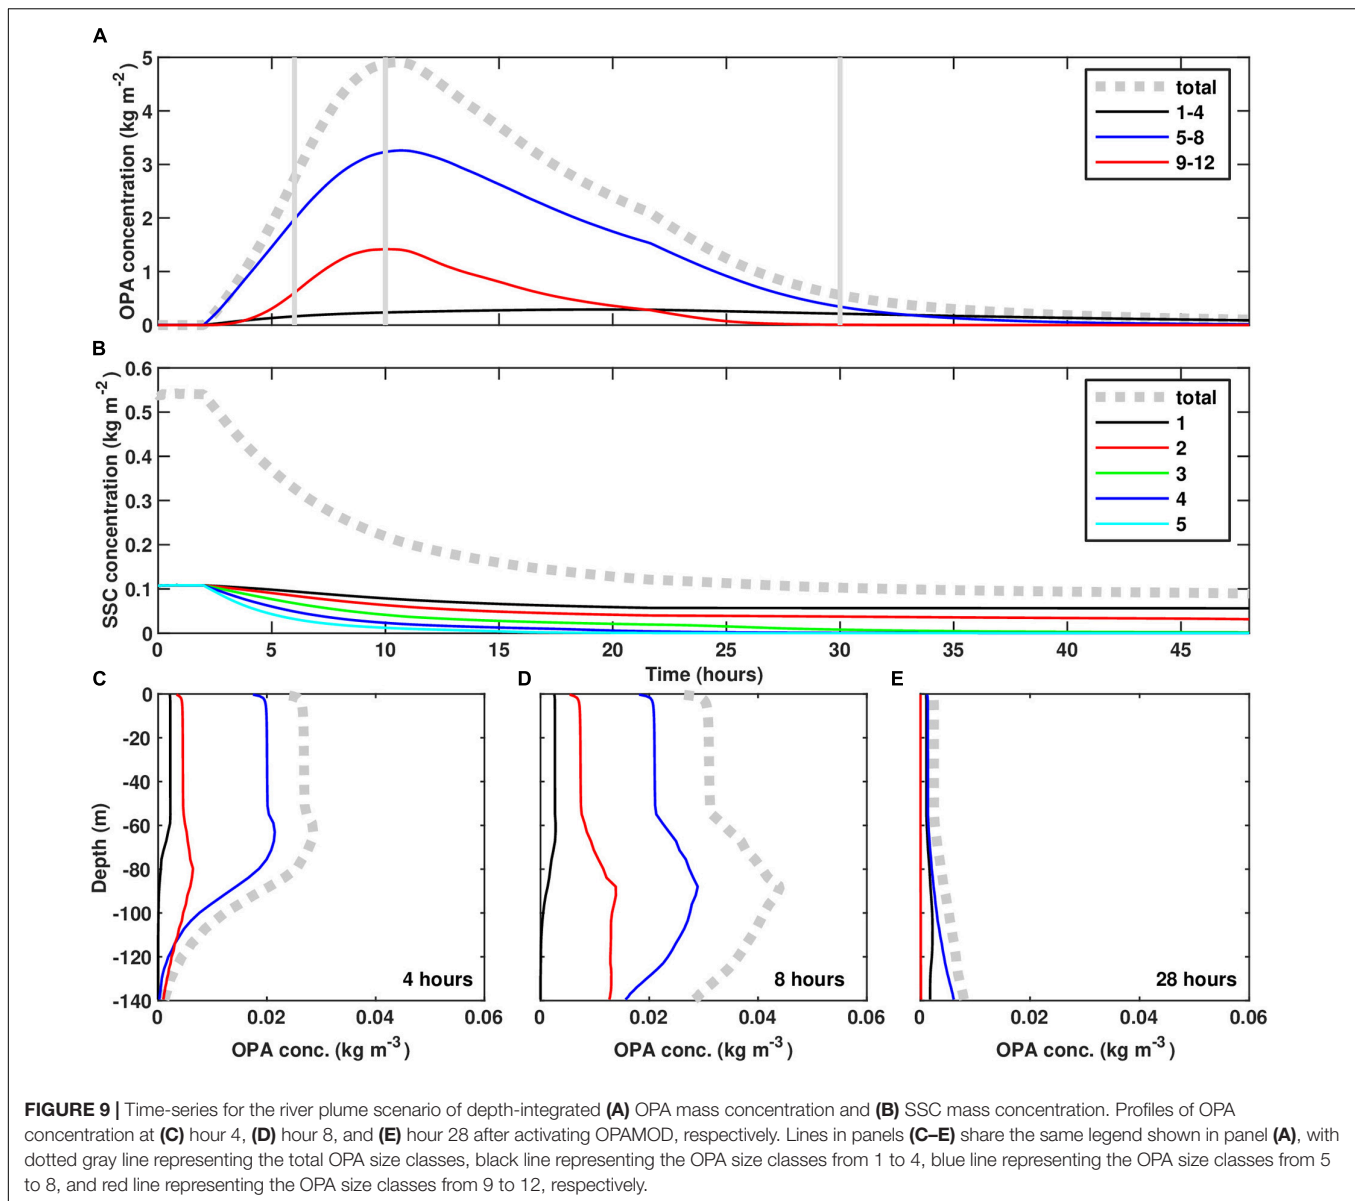 A
OPA concentration (kg m-2)
5
4
3
2
1
0
total
1-4
5-8
9-12
B
SSC concentration (kg m-2)
0.6
0.5
0.4
0.3
0.2
0.1
0
total
1
2
3
4
5
0 5 10 15 20 25 30 35 40 45
Time (hours)
C
Depth (m)
0
-20
-40
-60
-80
-100
-120
-140
4 hours
0 0.02 0.04 0.06
OPA conc. (kg m-3)
D
8 hours
0 0.02 0.04 0.06
OPA conc. (kg m-3)
E
28 hours
0 0.02 0.04 0.06
OPA conc. (kg m-3)
FIGURE 9 | Time-series for the river plume scenario of depth-integrated (A) OPA mass concentration and (B) SSC mass concentration. Profiles of OPA
concentration at (C) hour 4, (D) hour 8, and (E) hour 28 after activating OPAMOD, respectively. Lines in panels (C–E) share the same legend shown in panel (A), with
dotted gray line representing the total OPA size classes, black line representing the OPA size classes from 1 to 4, blue line representing the OPA size classes from 5
to 8, and red line representing the OPA size classes from 9 to 12, respectively.